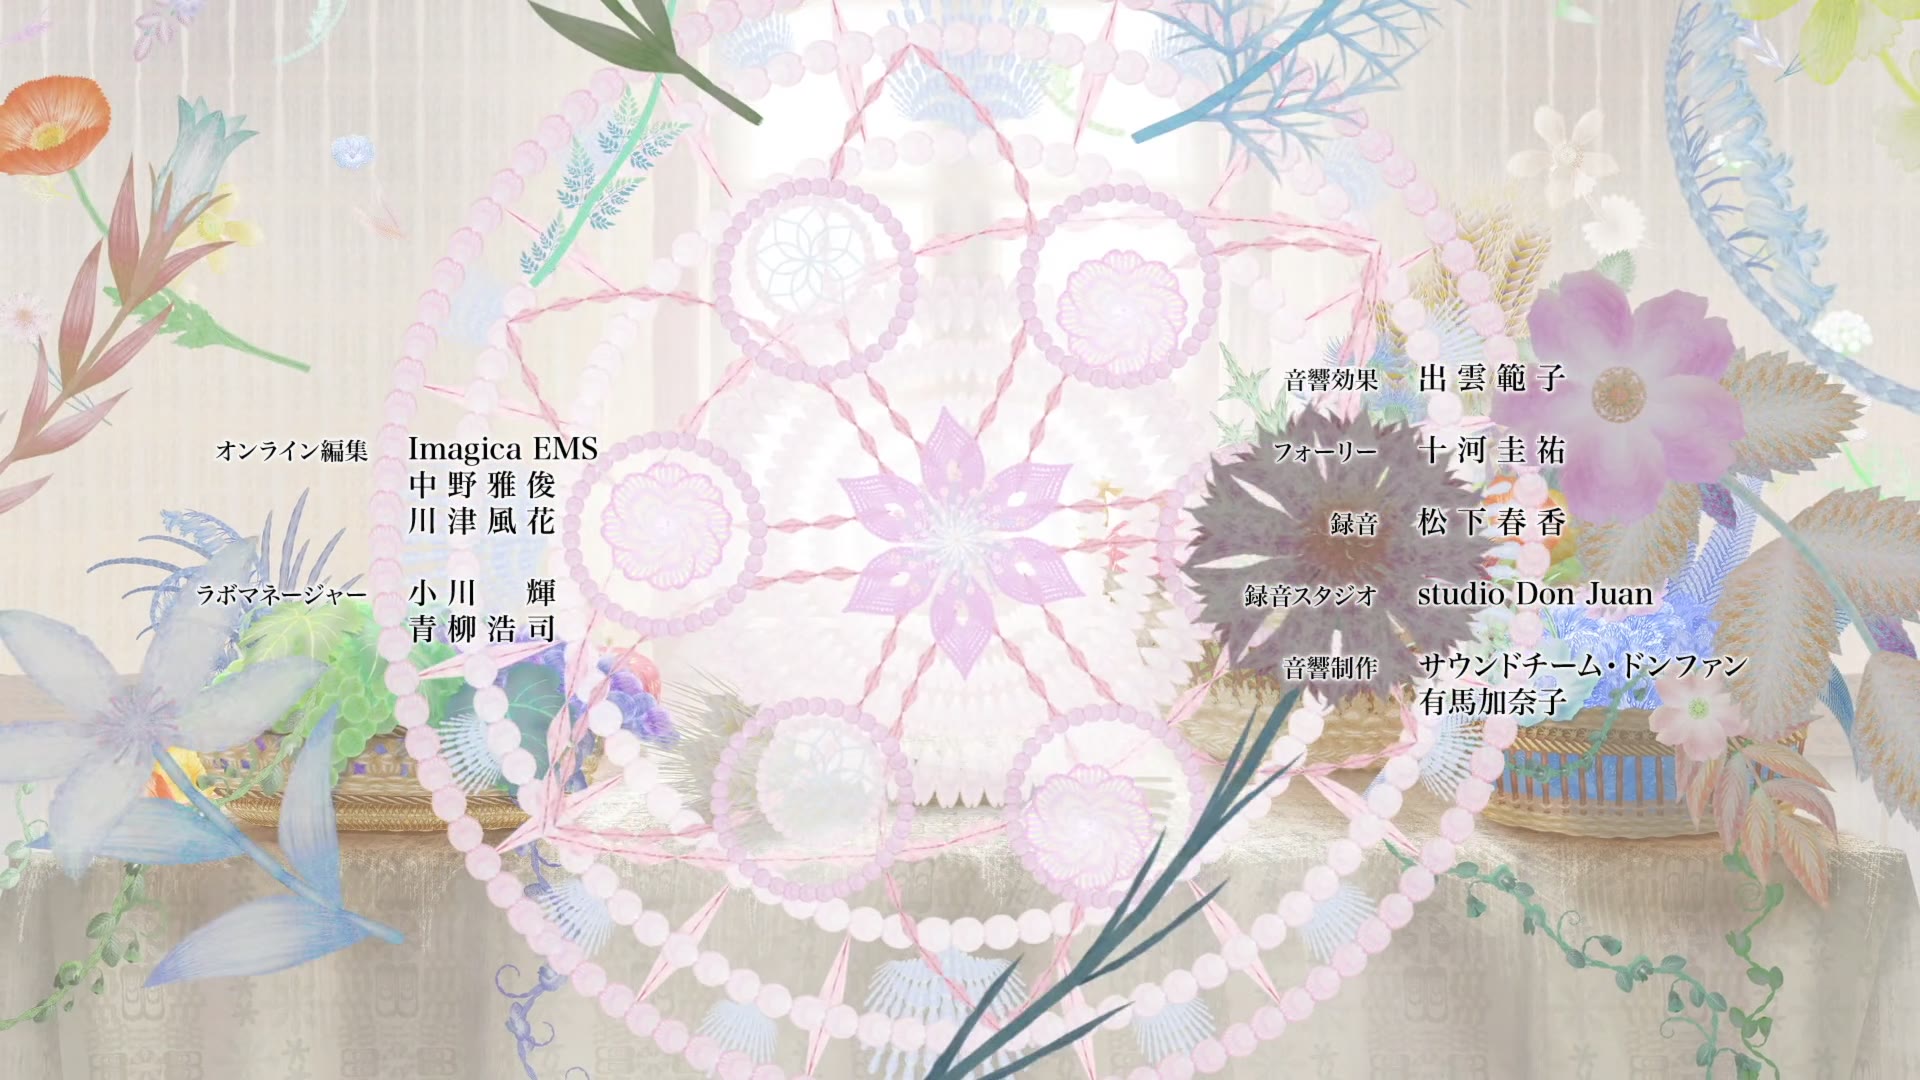 オンライン編集 Imagica EMS
中野雅俊
川津風花
ラボマネージャー 小川 輝
青柳浩司
音響効果 出雲範子
フォーリー 十河圭祐
録音 松下春香
録音スタジオ studio Don Juan
音響制作 サウンドチーム・ドンファン
有馬加奈子